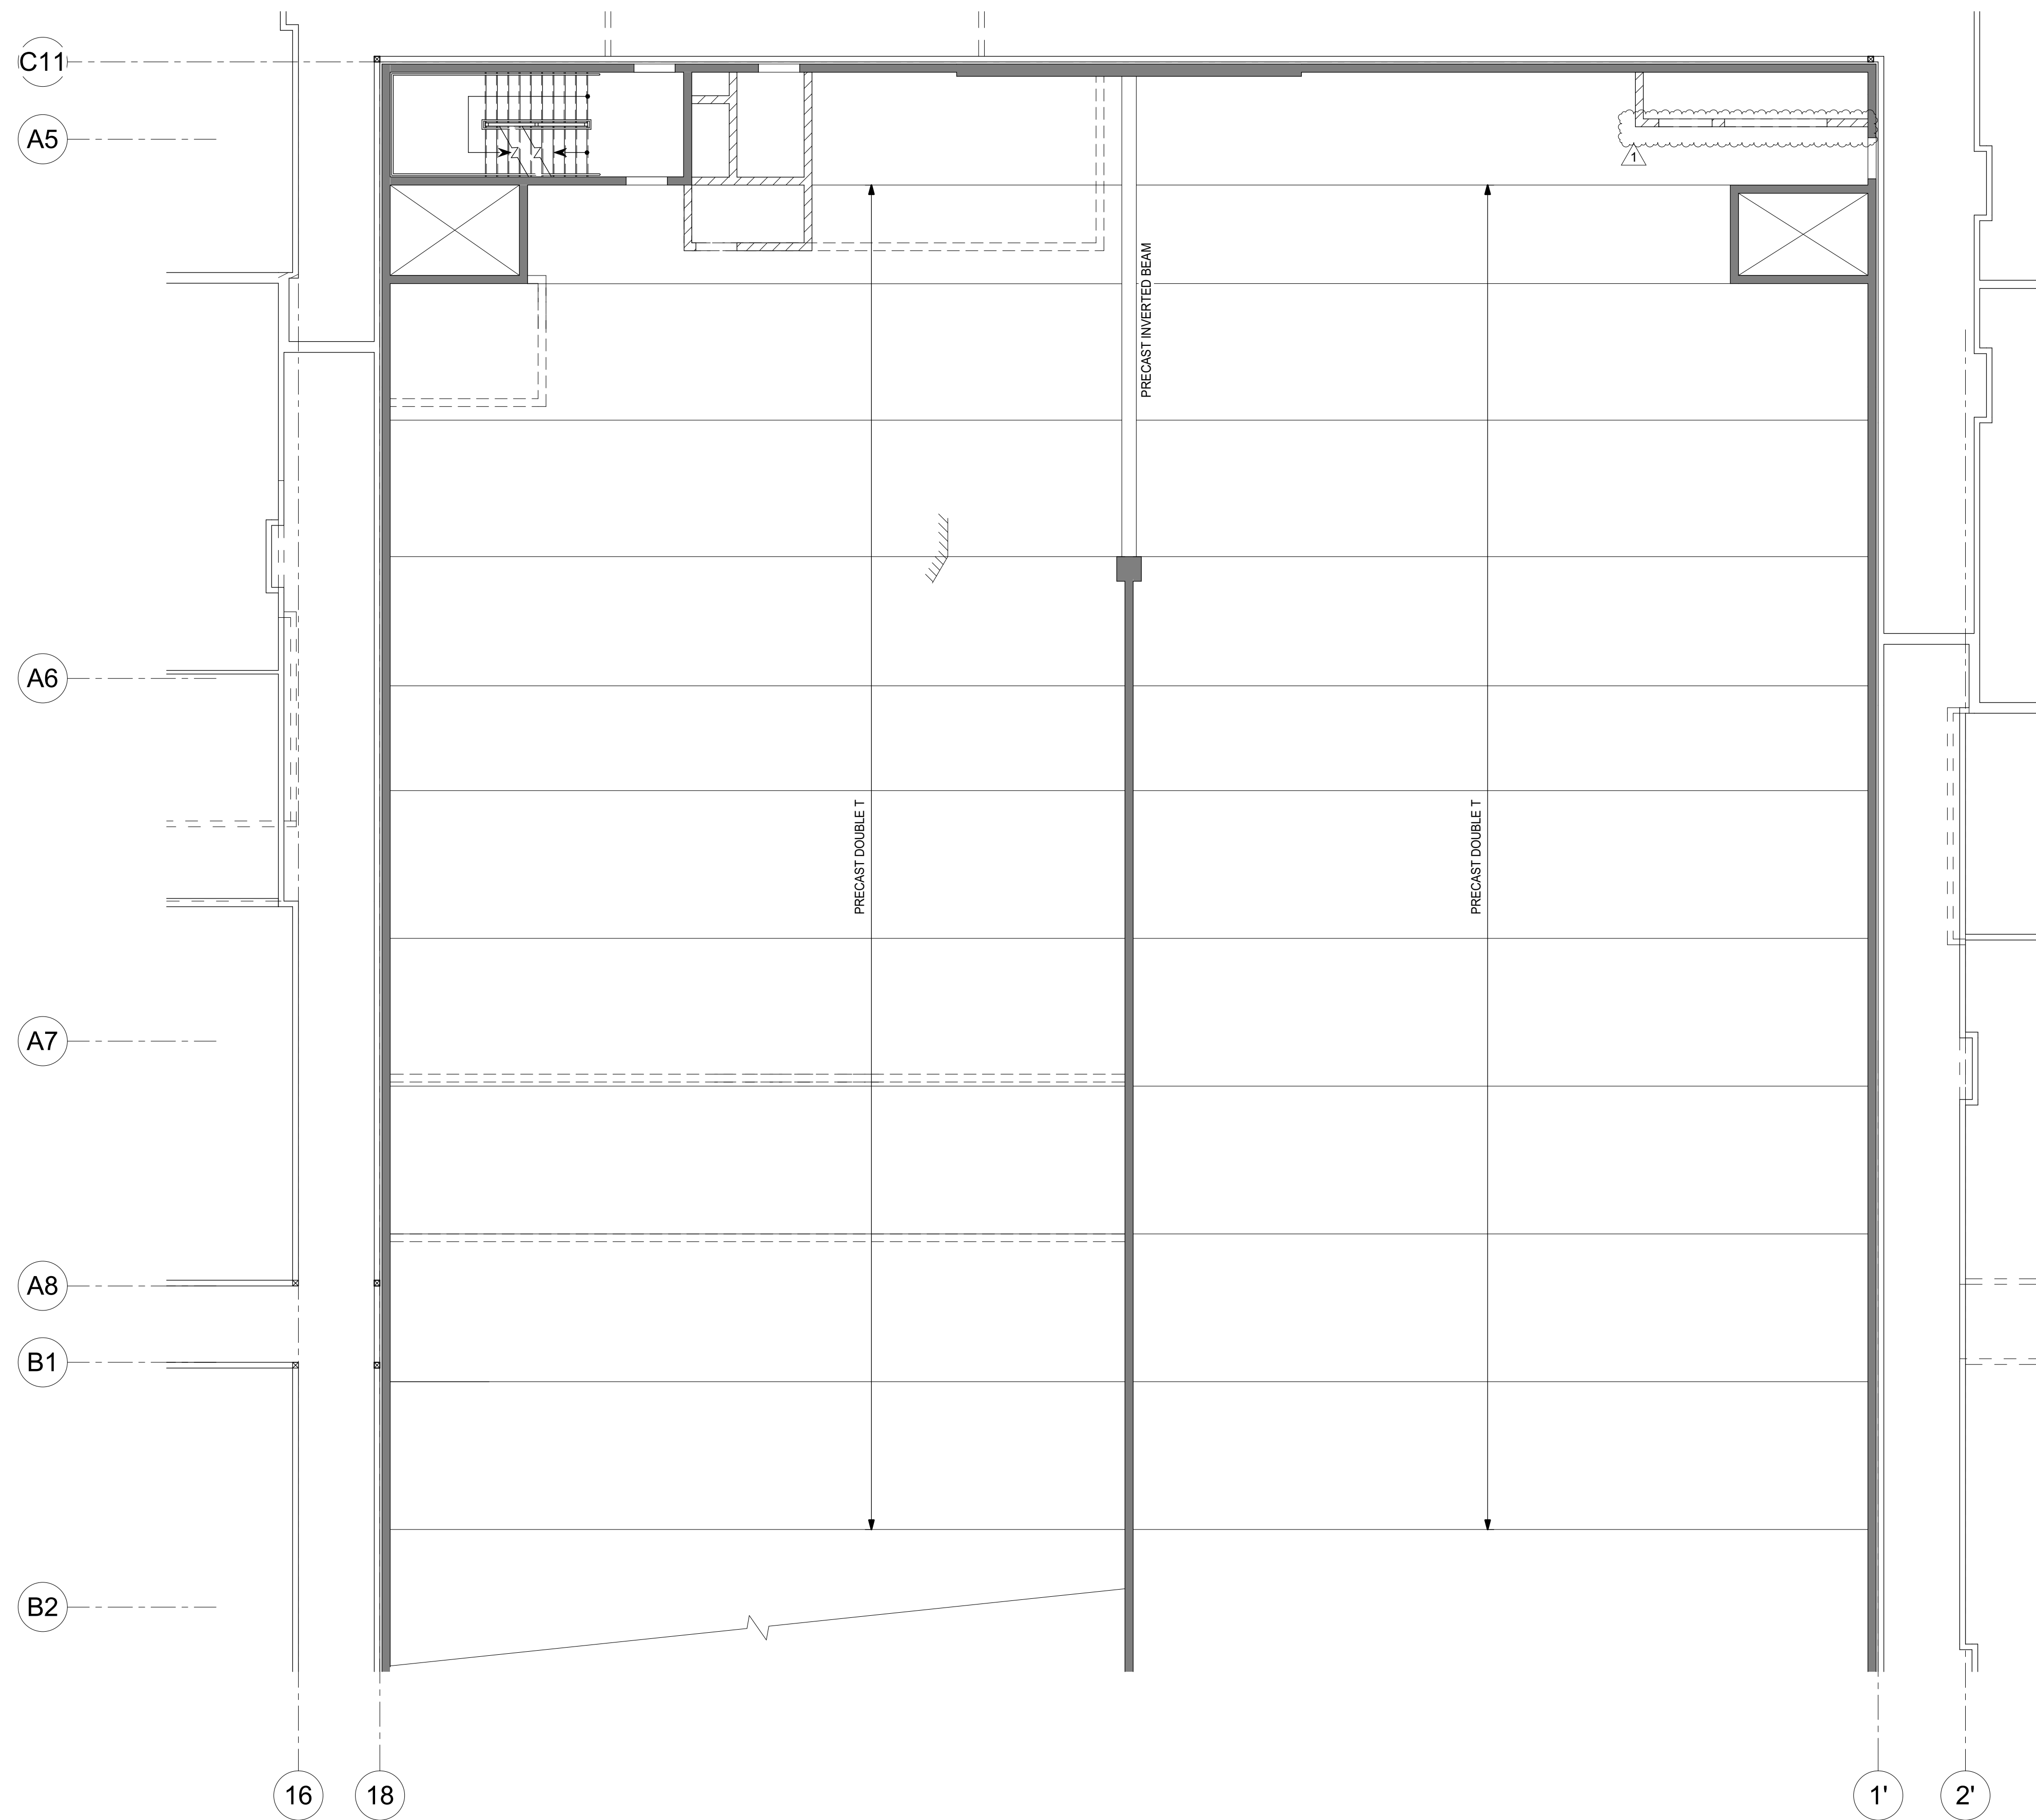 C11
A5
1
PRECAST INVERTED BEAM
A6
PRECAST DOUBLE T
PRECAST DOUBLE T
A7
A8
B1
B2
16
18
1'
2'